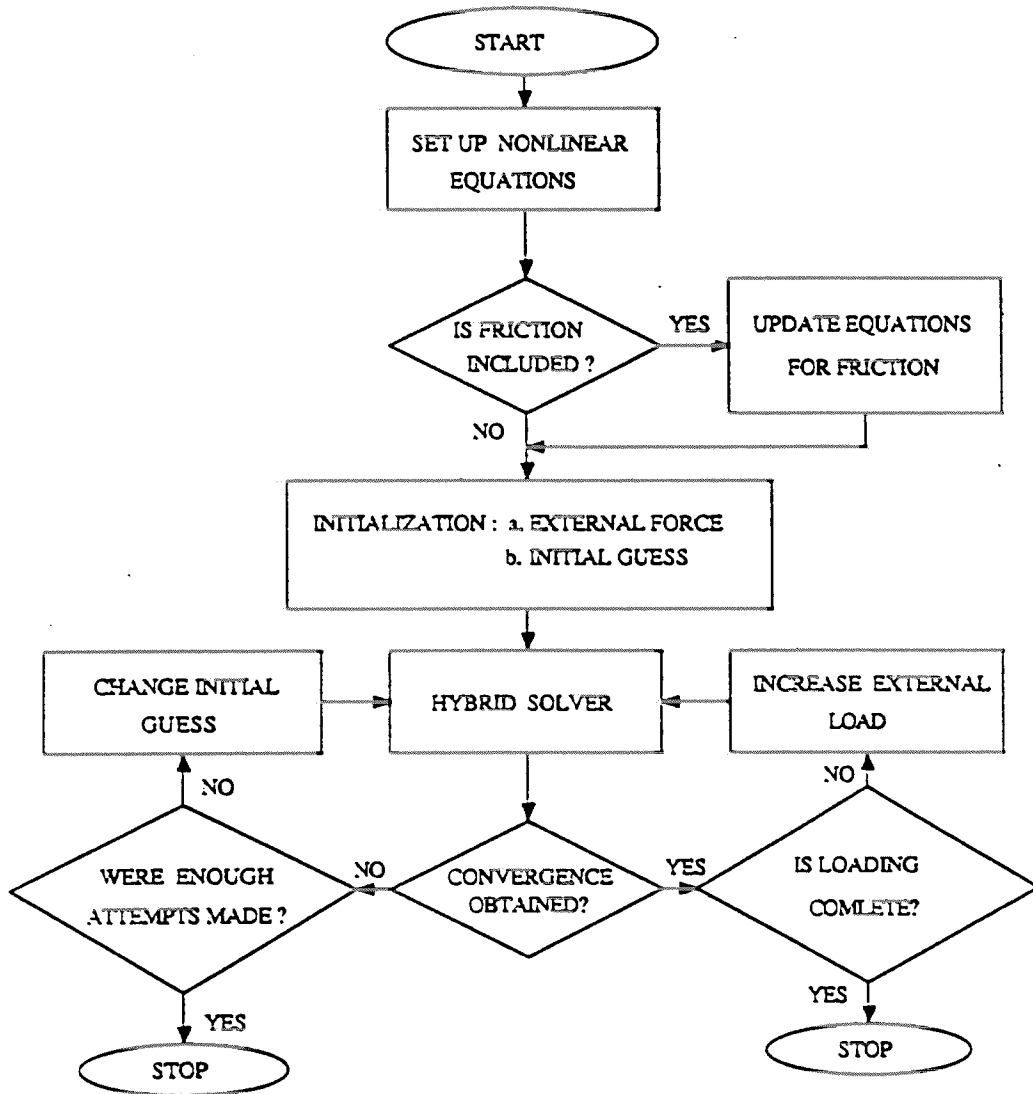 START
SET UP NONLINEAR
EQUATIONS
IS FRICTION
INCLUDED ?
YES
UPDATE EQUATIONS
FOR FRICTION
NO
INITIALIZATION : a. EXTERNAL FORCE
b. INITIAL GUESS
CHANGE INITIAL
GUESS
HYBRID SOLVER
INCREASE EXTERNAL
LOAD
NO
NO
WERE ENOUGH
ATTEMPTS MADE ?
NO
CONVERGENCE
OBTAINED?
YES
IS LOADING
COMLETE?
YES
YES
STOP
STOP